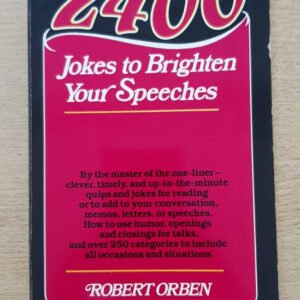 2400
Jokes to Brighten
Your Speeches
By the master of the one-liner—
clever, timely, and up-to-the-minute
quips and jokes for reading
or to add to your conversation,
memos, letters, or speeches.
How to use humor, openings
and closings for talks,
and over 250 categories to include
all occasions and situations.
ROBERT ORBEN